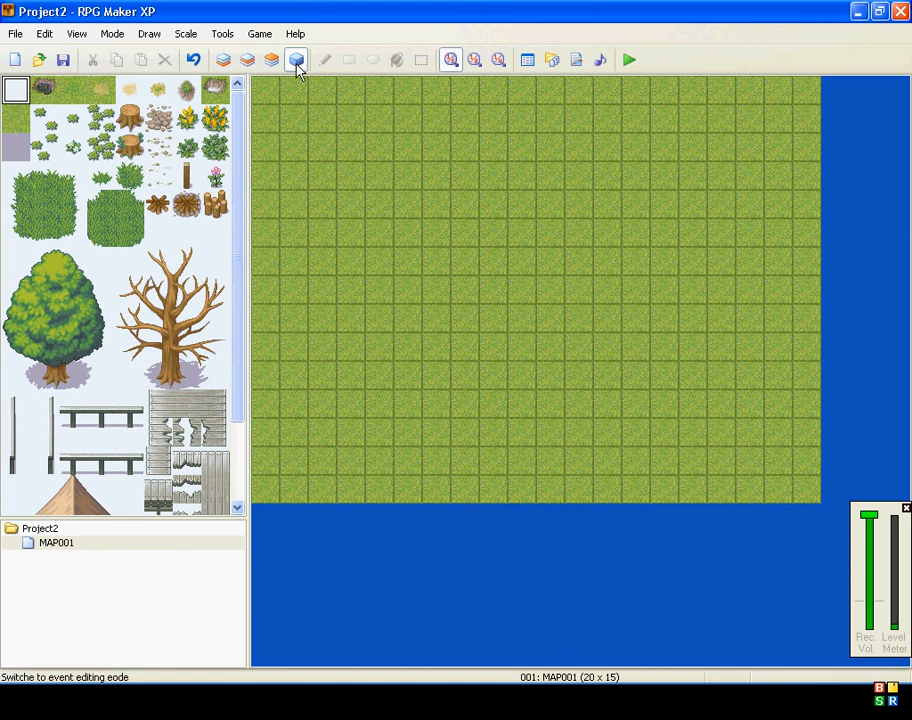 Project2 - RPG Maker XP
File Edit View Mode Draw Scale Tools Game Help
Project2
MAP001
Rec. Level
Vol. Meter
Switche to event editing eode
001: MAP001 (20 x 15)
B
S R